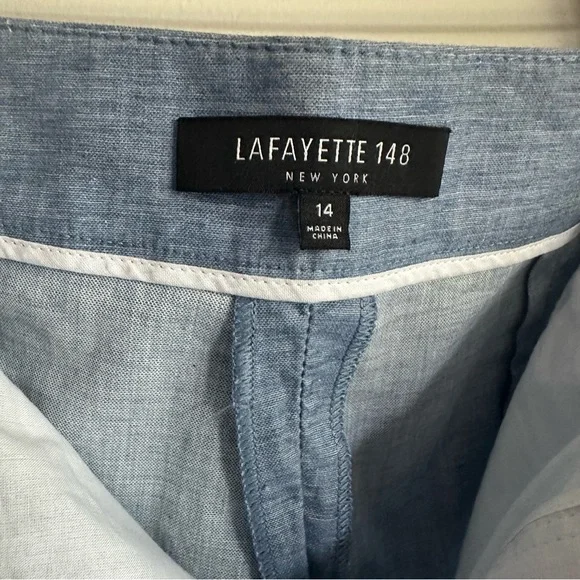 LAFAYETTE 148
NEW YORK
14
MADE IN
CHINA